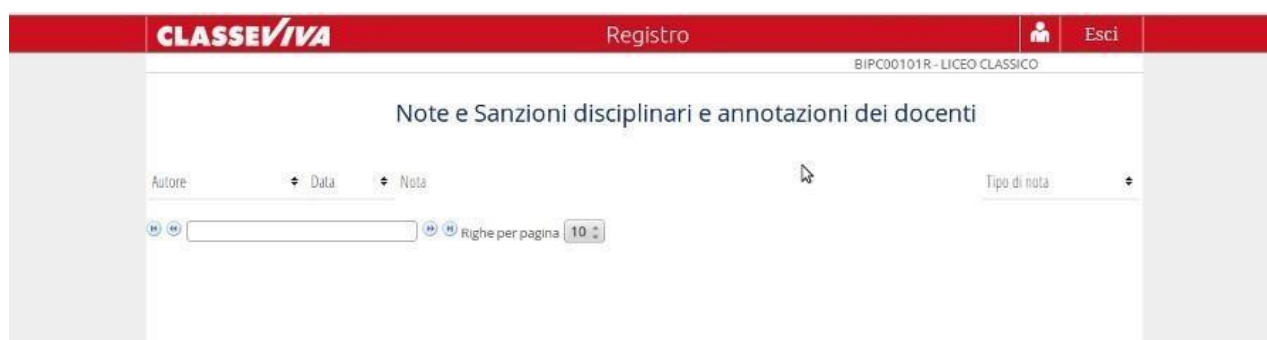 CLASSEVIVA Registro Esci
BIPC00101R - LICEO CLASSICO
Note e Sanzioni disciplinari e annotazioni dei docenti
Autore Data Nota Tipo di nota
Righe per pagina 10